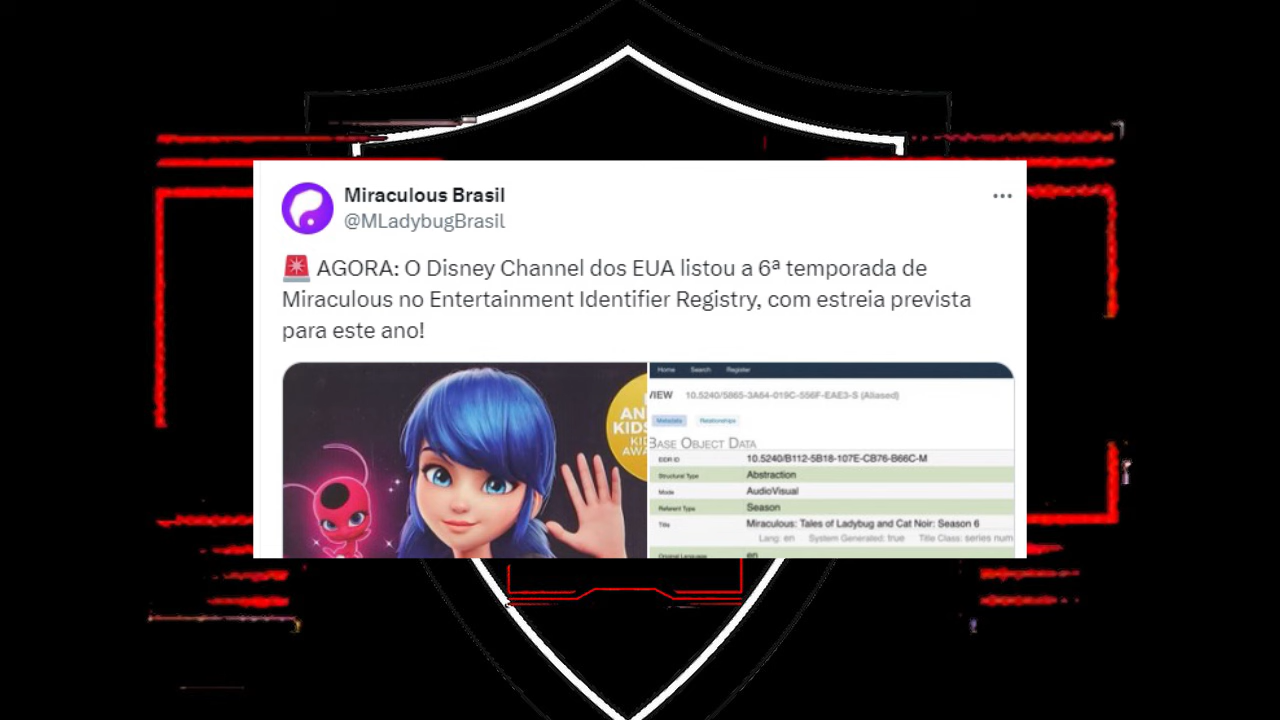 Miraculous Brasil
@MLadybugBrasil
🚨 AGORA: O Disney Channel dos EUA listou a 6ª temporada de
Miraculous no Entertainment Identifier Registry, com estreia prevista
para este ano!
Home Search Register
VIEW 10.5240/5865-3A64-019C-556F-EAE3-S (Aliased)
Metadata Relationships
BASE OBJECT DATA
EIDR ID 10.5240/B112-5B18-107E-CB76-B66C-M
Structural Type Abstraction
Mode AudioVisual
Referent Type Season
Title Miraculous: Tales of Ladybug and Cat Noir: Season 6
Lang: en System Generated: true Title Class: series num
Original Language en
AN
KIDS
KID
AWA